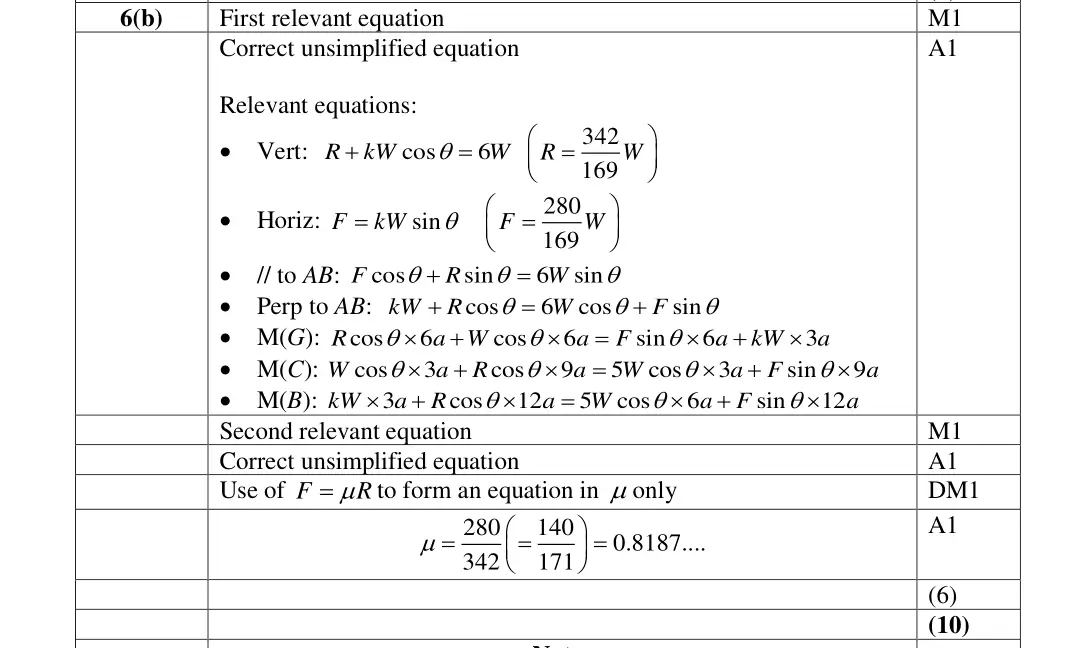 6(b) First relevant equation M1
Correct unsimplified equation A1
Relevant equations:
• Vert: R + kW cos θ = 6W (R = 342/169 W)
• Horiz: F = kW sin θ (F = 280/169 W)
• // to AB: F cos θ + R sin θ = 6W sin θ
• Perp to AB: kW + R cos θ = 6W cos θ + F sin θ
• M(G): R cos θ × 6a + W cos θ × 6a = F sin θ × 6a + kW × 3a
• M(C): W cos θ × 3a + R cos θ × 9a = 5W cos θ × 3a + F sin θ × 9a
• M(B): kW × 3a + R cos θ × 12a = 5W cos θ × 6a + F sin θ × 12a
Second relevant equation M1
Correct unsimplified equation A1
Use of F = μR to form an equation in μ only DM1
μ = 280/342 (= 140/171) = 0.8187.... A1
(6)
(10)